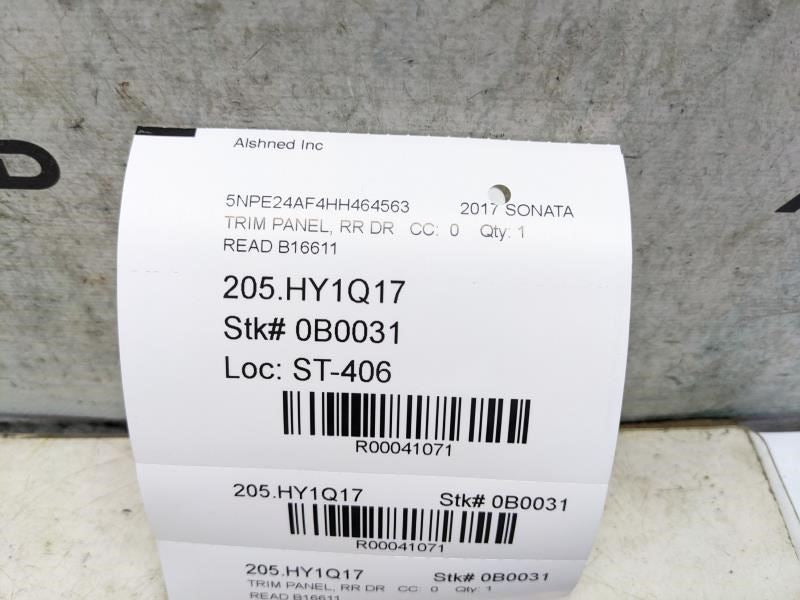 Alshned Inc
5NPE24AF4HH464563 2017 SONATA
TRIM PANEL, RR DR CC: 0 Qty: 1
READ B16611
205.HY1Q17
Stk# 0B0031
Loc: ST-406
R00041071
205.HY1Q17 Stk# 0B0031
R00041071
205.HY1Q17 Stk# 0B0031
TRIM PANEL, RR DR CC: 0 Qty: 1
READ B16611